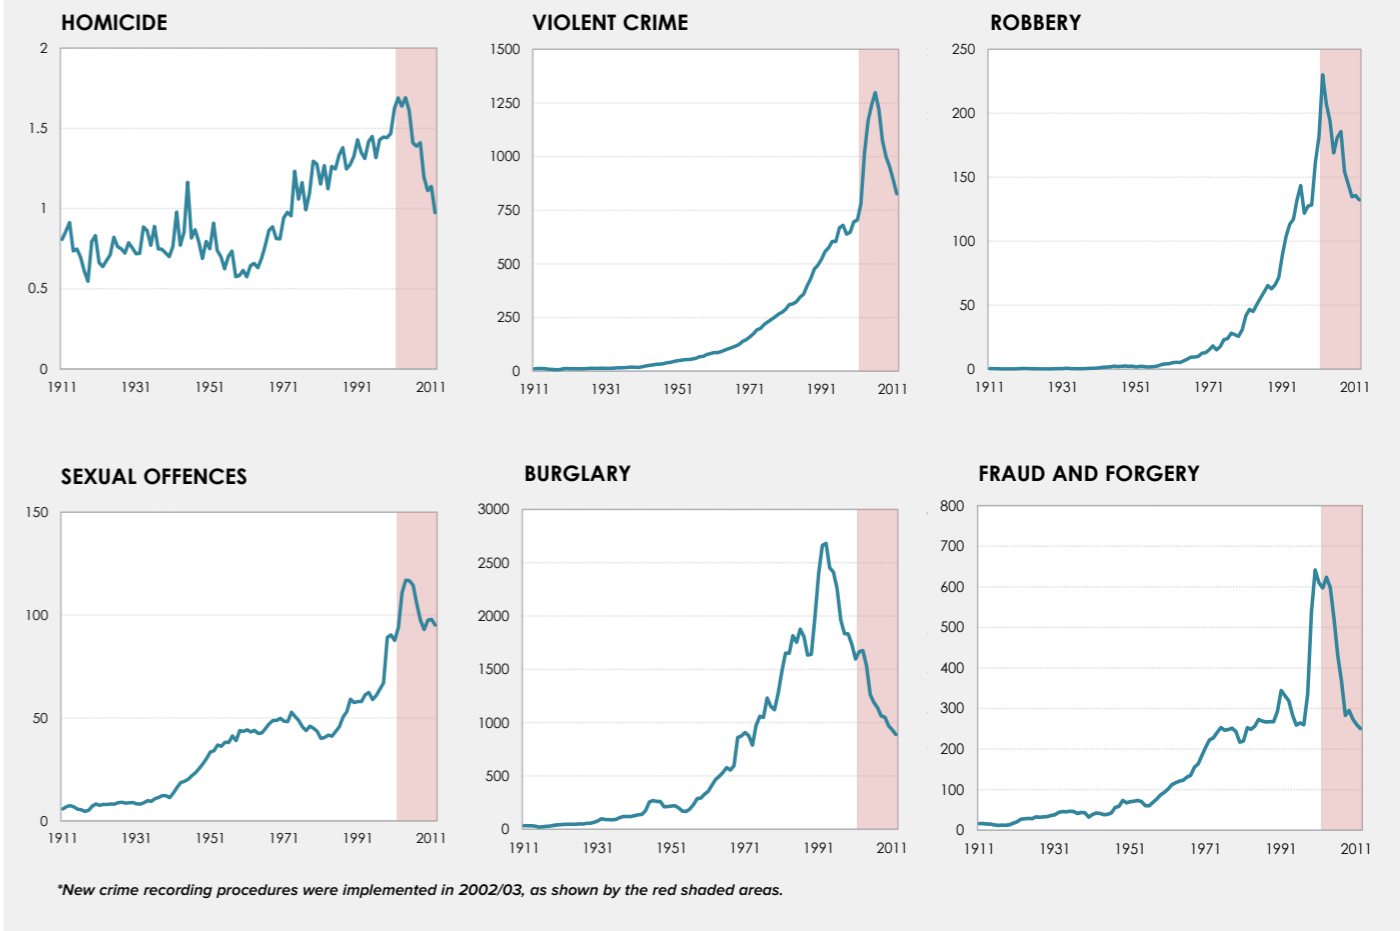 HOMICIDE
2
1.5
1
0.5
0
1911 1931 1951 1971 1991 2011
VIOLENT CRIME
1500
1250
1000
750
500
250
0
1911 1931 1951 1971 1991 2011
ROBBERY
250
200
150
100
50
0
1911 1931 1951 1971 1991 2011
SEXUAL OFFENCES
150
100
50
0
1911 1931 1951 1971 1991 2011
BURGLARY
3000
2500
2000
1500
1000
500
0
1911 1931 1951 1971 1991 2011
FRAUD AND FORGERY
800
700
600
500
400
300
200
100
0
1911 1931 1951 1971 1991 2011
*New crime recording procedures were implemented in 2002/03, as shown by the red shaded areas.